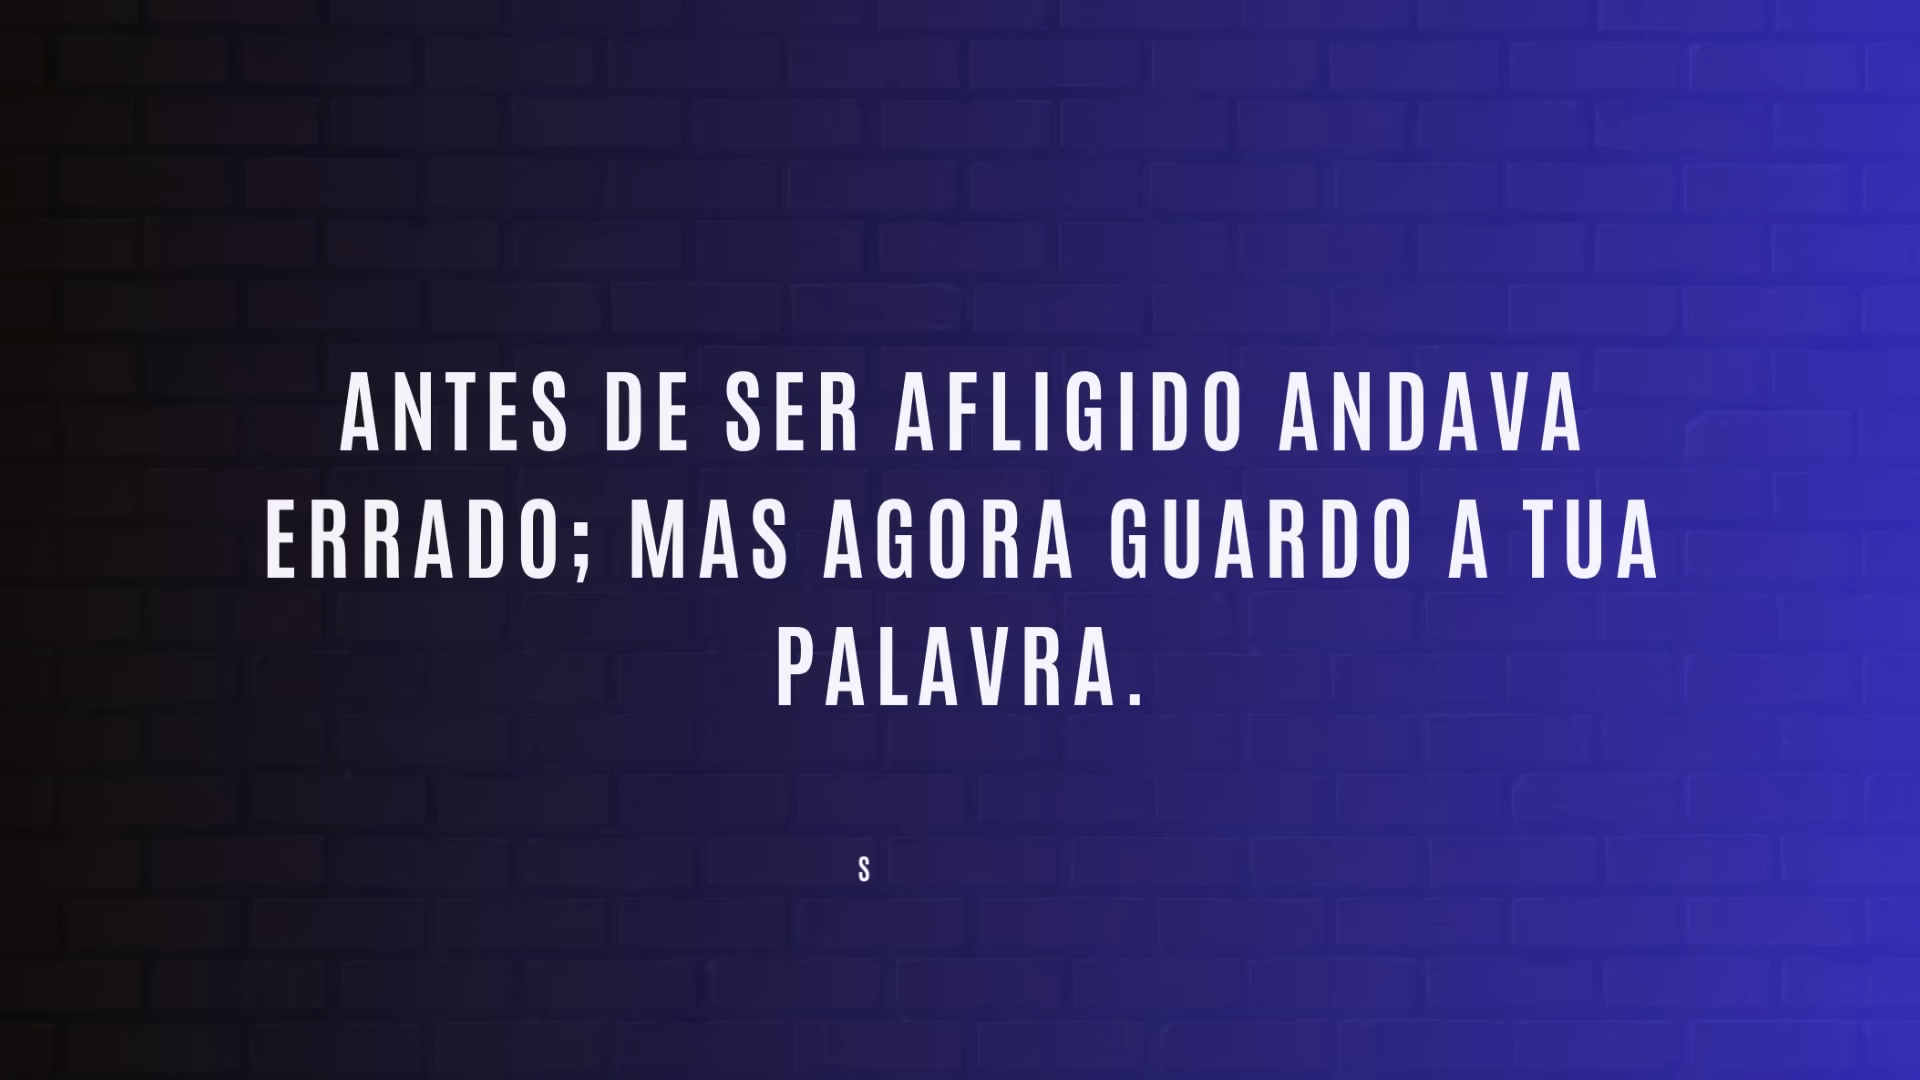 ANTES DE SER AFLIGIDO ANDAVA
ERRADO; MAS AGORA GUARDO A TUA
PALAVRA.
S